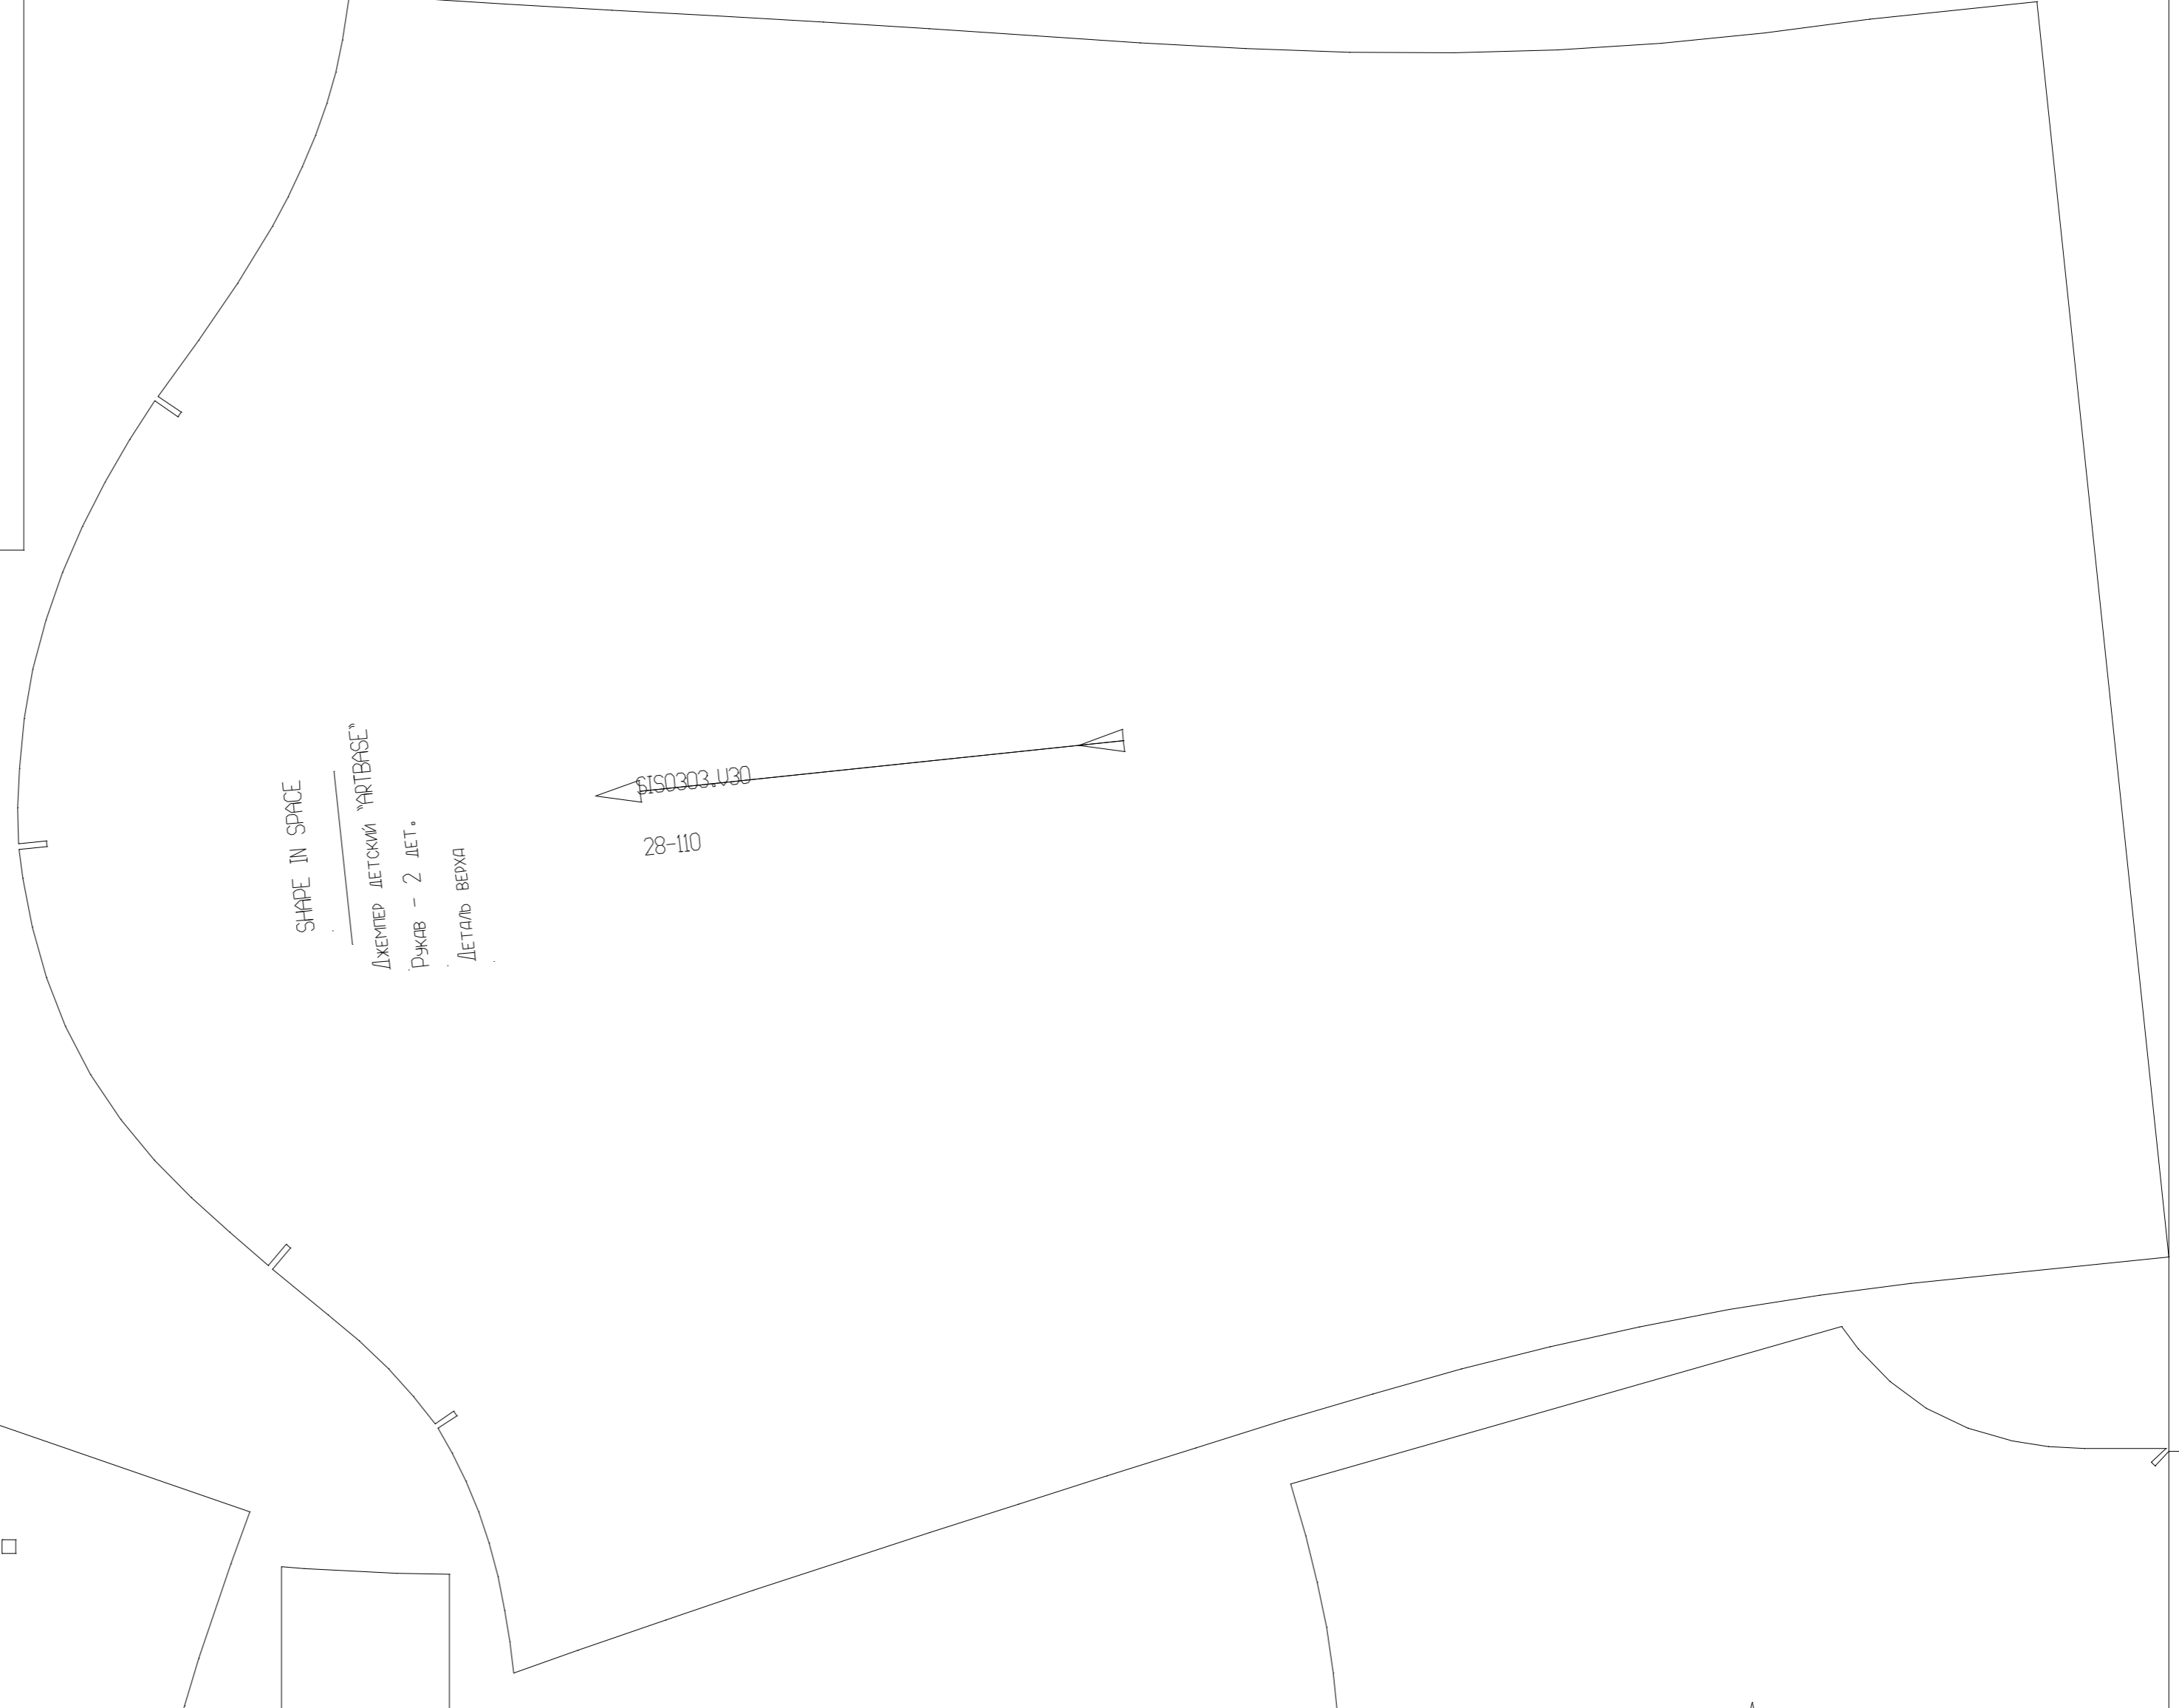 SHAPE IN SPACE
ДЖЕМПЕР ДЕТСКИЙ "ARTBASE"
РУКАВ - 2 ДЕТ.
ДЕТАЛЬ ВЕРХА
SIS0303.U30
28-110